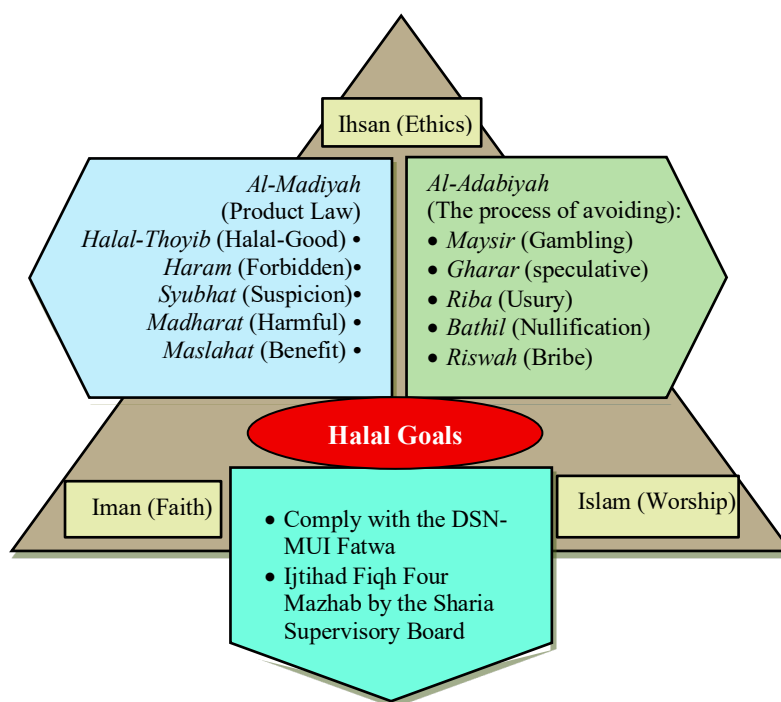 Ihsan (Ethics)
Al-Madiyah
(Product Law)
Halal-Thoyib (Halal-Good) •
Haram (Forbidden)•
Syubhat (Suspicion)•
Madharat (Harmful) •
Maslahat (Benefit) •
Al-Adabiyah
(The process of avoiding):
• Maysir (Gambling)
• Gharar (speculative)
• Riba (Usury)
• Bathil (Nullification)
• Riswah (Bribe)
Halal Goals
Iman (Faith)
Islam (Worship)
• Comply with the DSN-
MUI Fatwa
• Ijtihad Fiqh Four
Mazhab by the Sharia
Supervisory Board